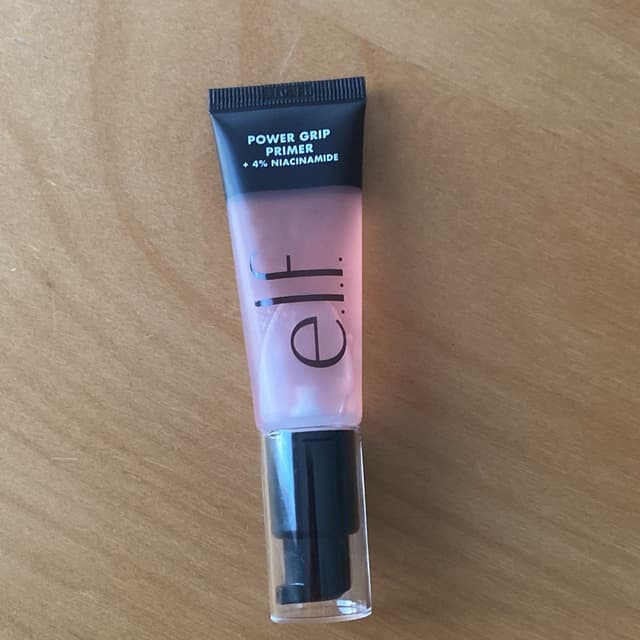 POWER GRIP
PRIMER
+ 4% NIACINAMIDE
e.l.f.